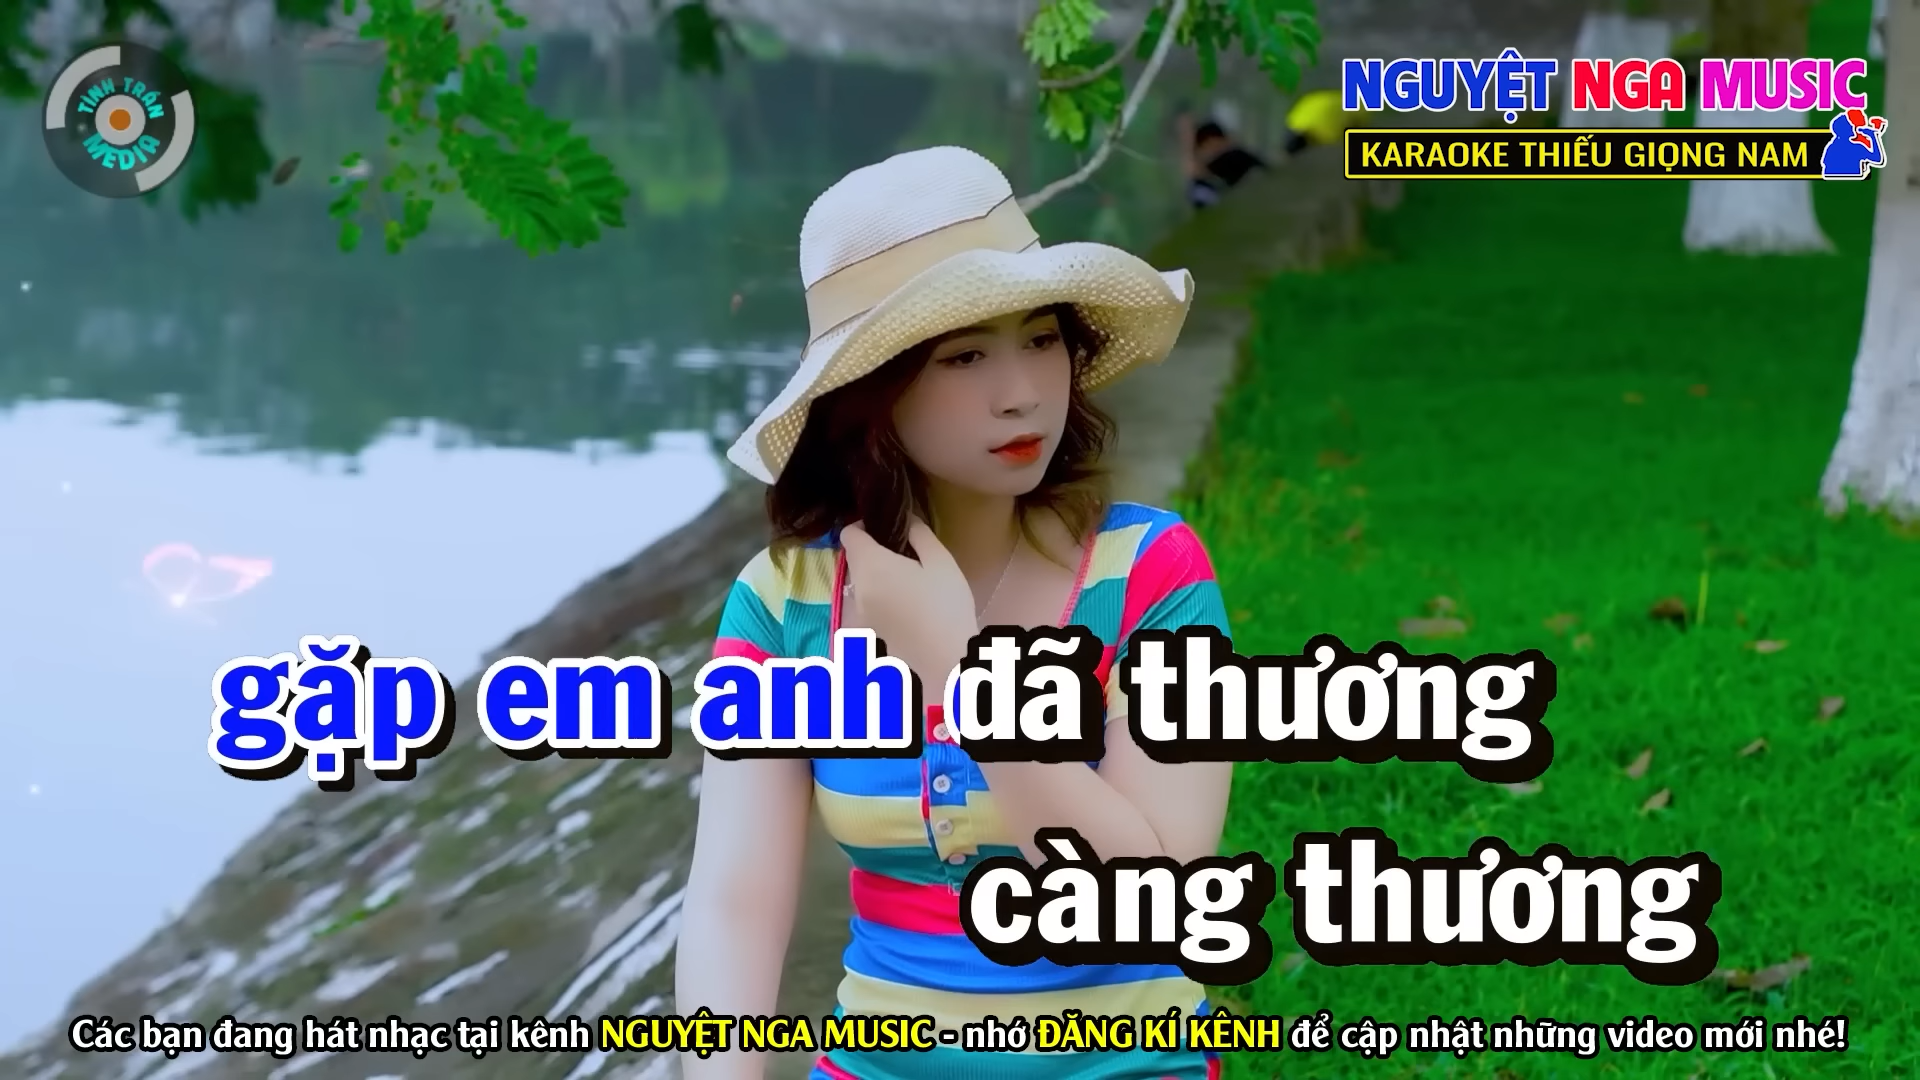 TÌNH TRẦN
MEDIA
NGUYỆT NGA MUSIC
KARAOKE THIẾU GIỌNG NAM
gặp em anh đã thương
càng thương
Các bạn đang hát nhạc tại kênh NGUYỆT NGA MUSIC - nhớ ĐĂNG KÍ KÊNH để cập nhật những video mới nhé!